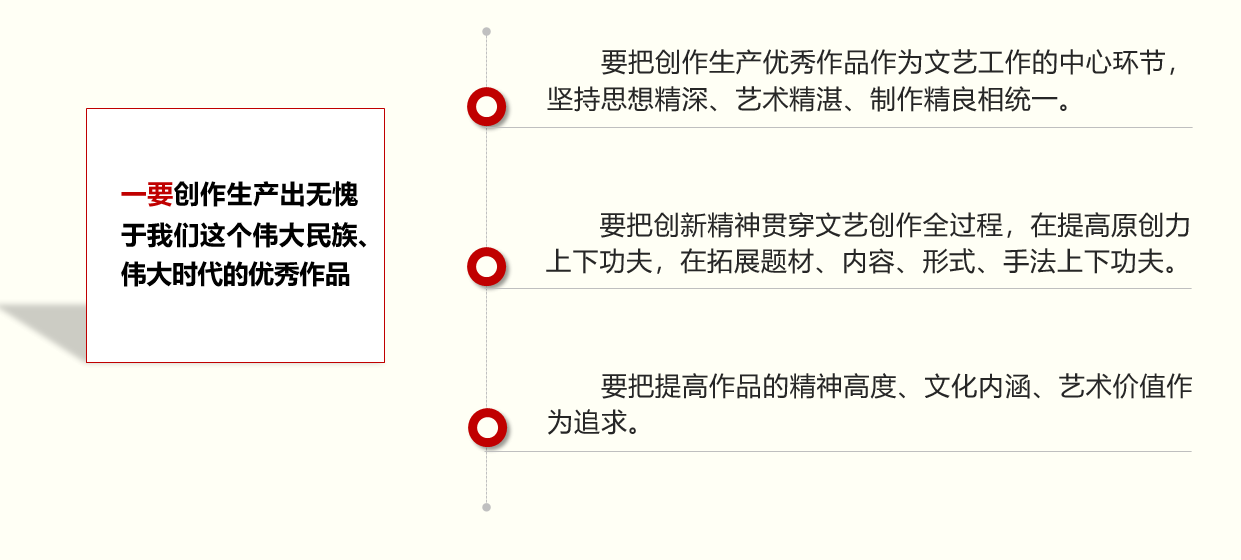 一要创作生产出无愧
于我们这个伟大民族、
伟大时代的优秀作品
要把创作生产优秀作品作为文艺工作的中心环节，
坚持思想精深、艺术精湛、制作精良相统一。
要把创新精神贯穿文艺创作全过程，在提高原创力
上下功夫，在拓展题材、内容、形式、手法上下功夫。
要把提高作品的精神高度、文化内涵、艺术价值作
为追求。